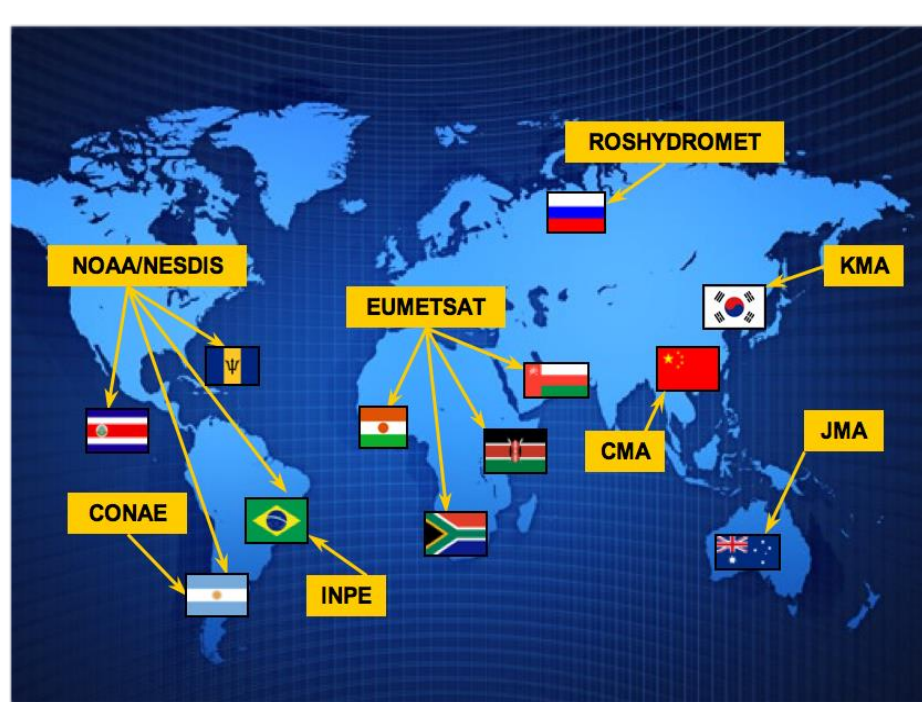 ROSHYDROMET
NOAA/NESDIS
KMA
EUMETSAT
JMA
CMA
CONAE
INPE